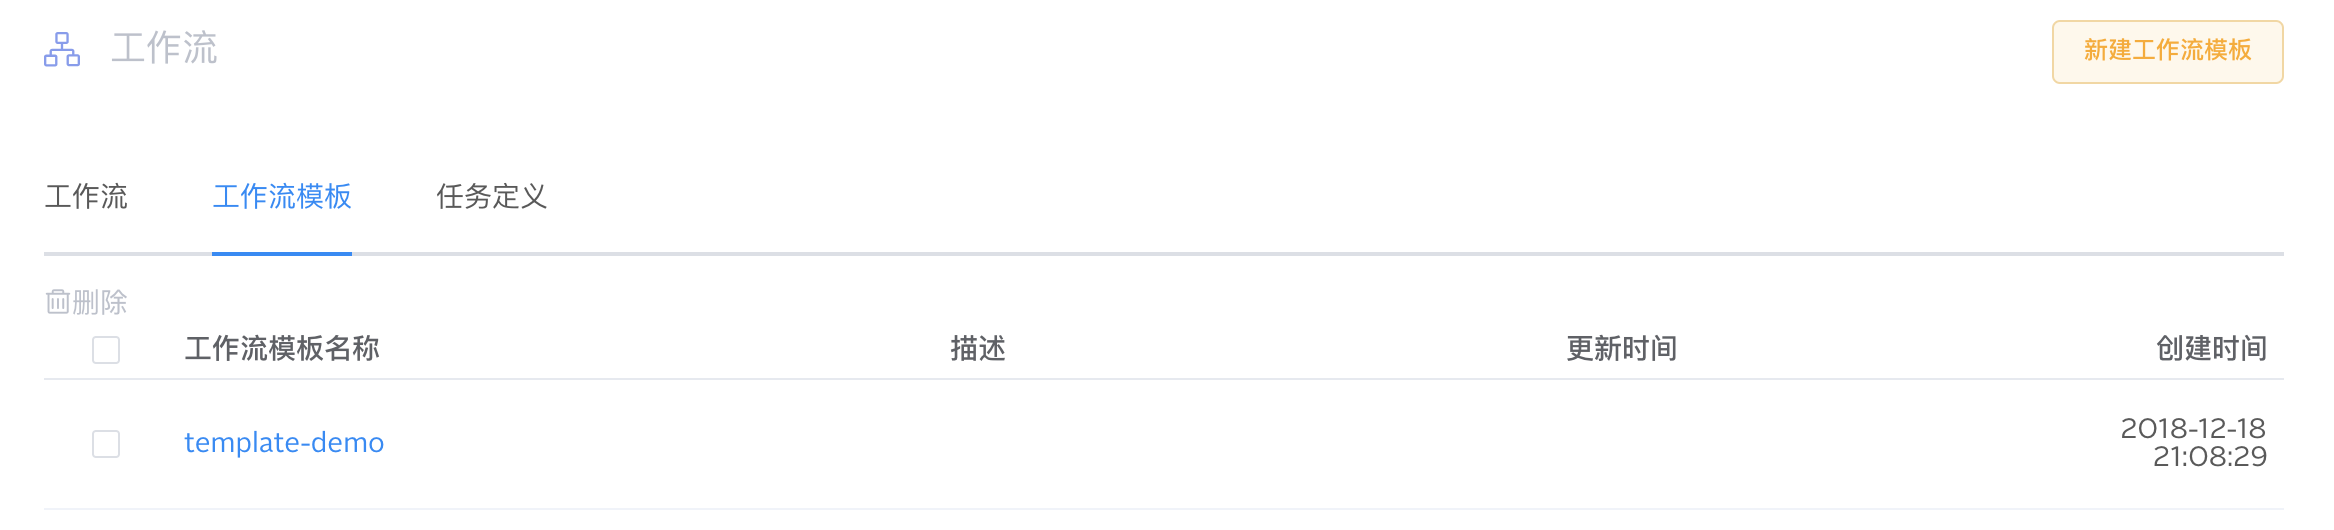 工作流
新建工作流模板
工作流 工作流模板 任务定义
删除
工作流模板名称 描述 更新时间 创建时间
template-demo 2018-12-18
21:08:29